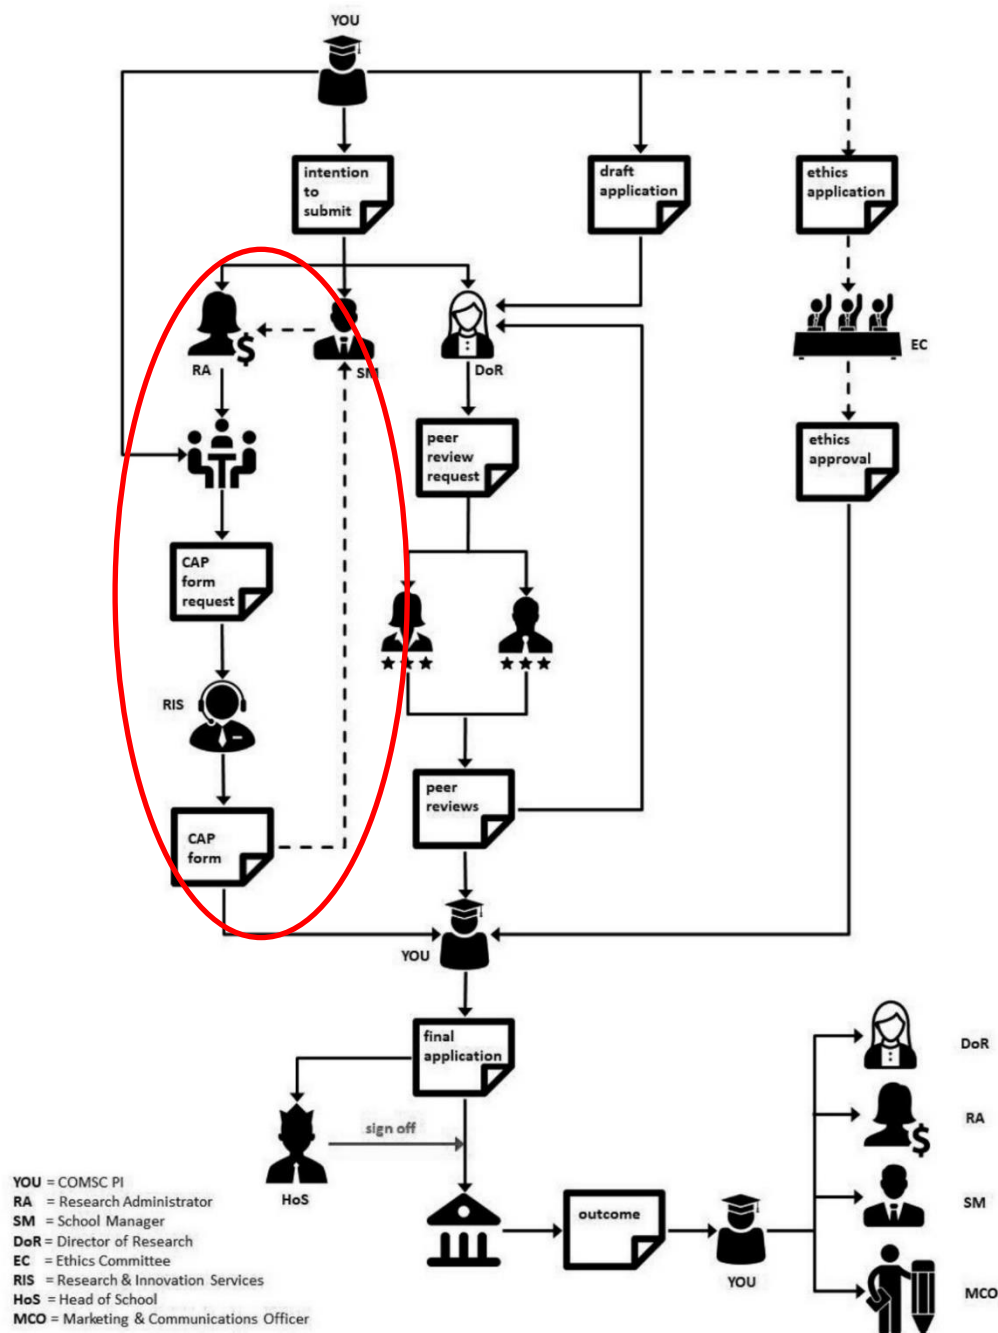 YOU
intention
to
submit
draft
application
ethics
application
RA
SM
DoR
EC
peer
review
request
ethics
approval
CAP
form
request
RIS
peer
reviews
CAP
form
YOU
final
application
DoR
RA
sign off
HoS
SM
outcome
YOU
MCO
YOU = COMSC PI
RA = Research Administrator
SM = School Manager
DoR = Director of Research
EC = Ethics Committee
RIS = Research & Innovation Services
HoS = Head of School
MCO = Marketing & Communications Officer
$
$